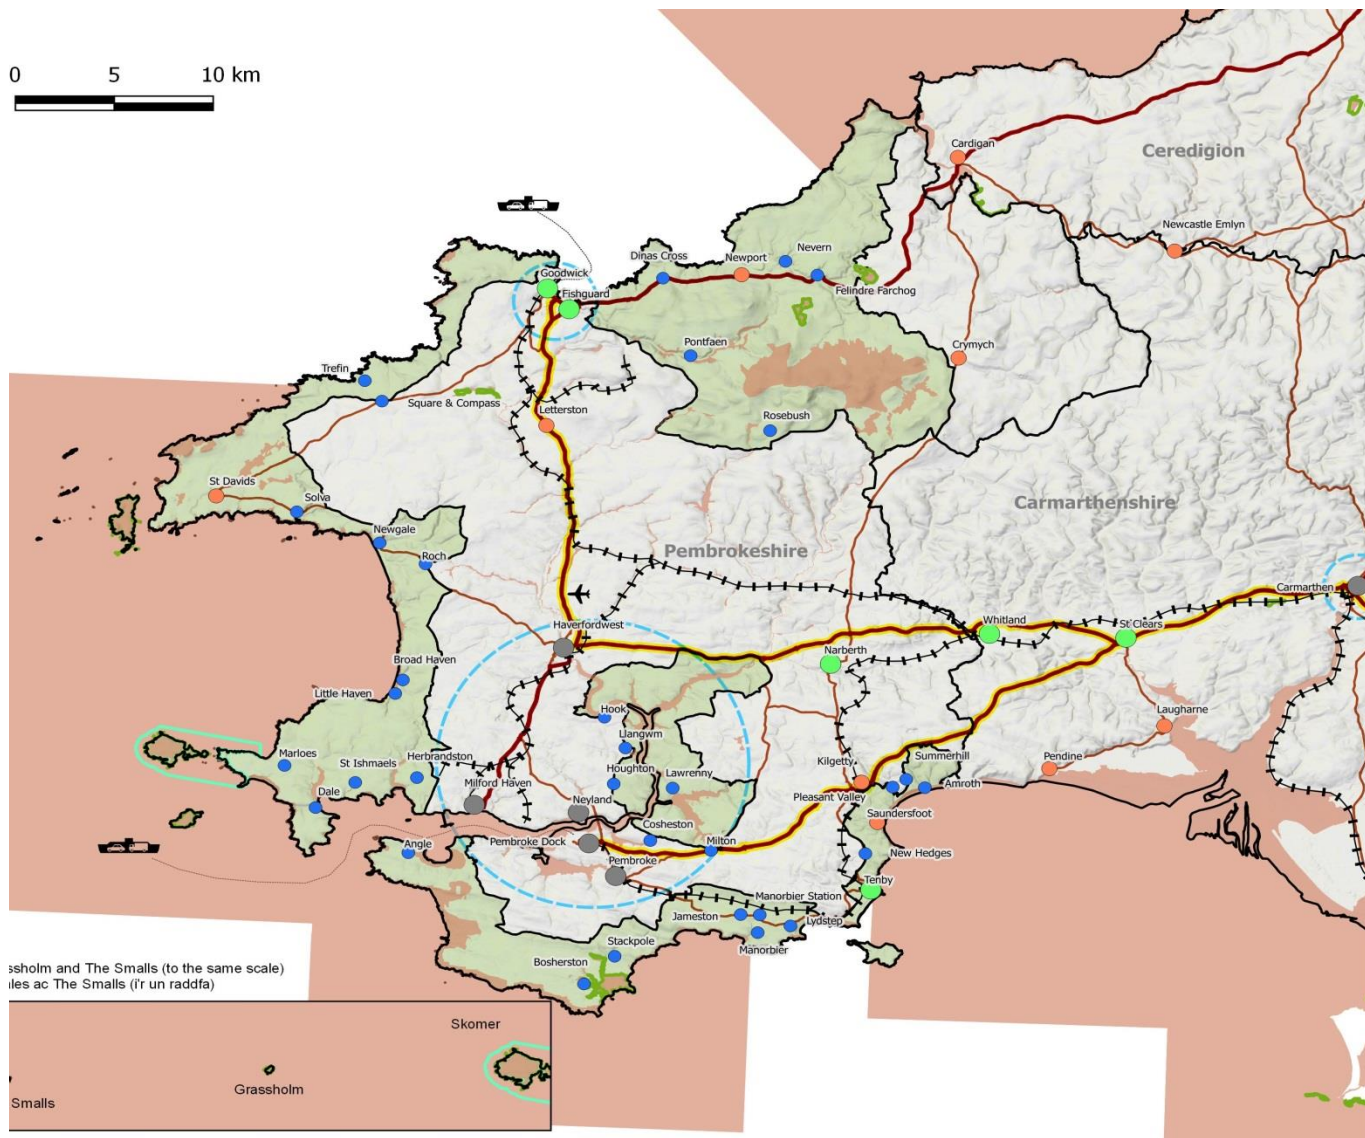 0 5 10 km
Cardigan
Ceredigion
Newcastle Emlyn
Nevern
Dinas Cross
Newport
Goodwick
Fishguard
Felindre Farchog
Pontfaen
Crymych
Trefin
Square & Compass
Letterston
Rosebush
St Davids
Solva
Carmarthenshire
Newgale
Roch
Pembrokeshire
Carmarthen
Haverfordwest
Whitland
St Clears
Narberth
Broad Haven
Little Haven
Hook
Laugharne
Llangwm
Marloes
St Ishmaels
Herbrandston
Houghton
Lawrenny
Kilgetty
Summerhill
Pendine
Milford Haven
Dale
Neyland
Pleasant Valley
Amroth
Saundersfoot
Cosheston
Angle
Pembroke Dock
Milton
New Hedges
Pembroke
Tenby
Manorbier Station
Jameston
Lydstep
Stackpole
Manorbier
Bosherston
ssholm and The Smalls (to the same scale)
les ac The Smalls (i'r un raddfa)
Skomer
Grassholm
Smalls